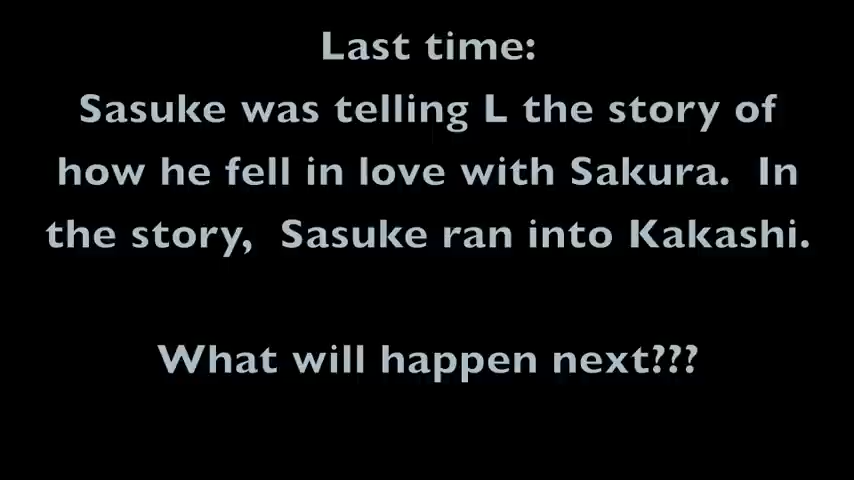 Last time:
Sasuke was telling L the story of
how he fell in love with Sakura.  In
the story,  Sasuke ran into Kakashi.
What will happen next???